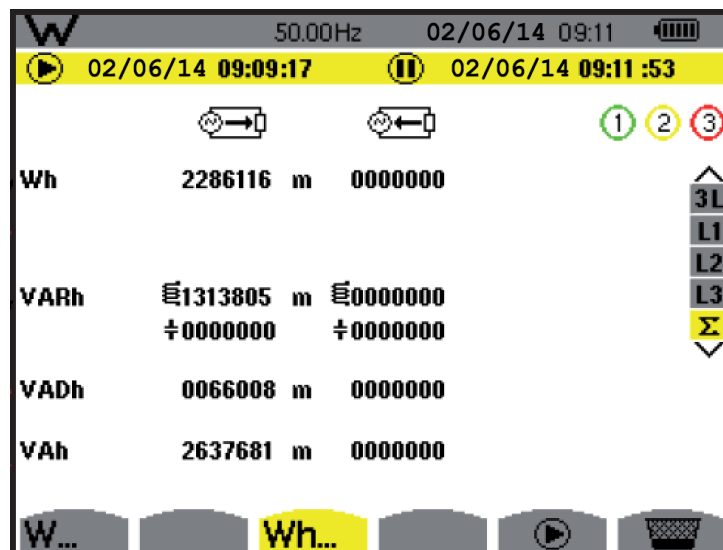 W 50.00Hz 02/06/14 09:11
02/06/14 09:09:17 02/06/14 09:11 :53
1 2 3
Wh 2286116 m 0000000
3L
L1
L2
VARh 1313805 m 0000000
L3
0000000 0000000
Σ
VADh 0066008 m 0000000
VAh 2637681 m 0000000
W... Wh...